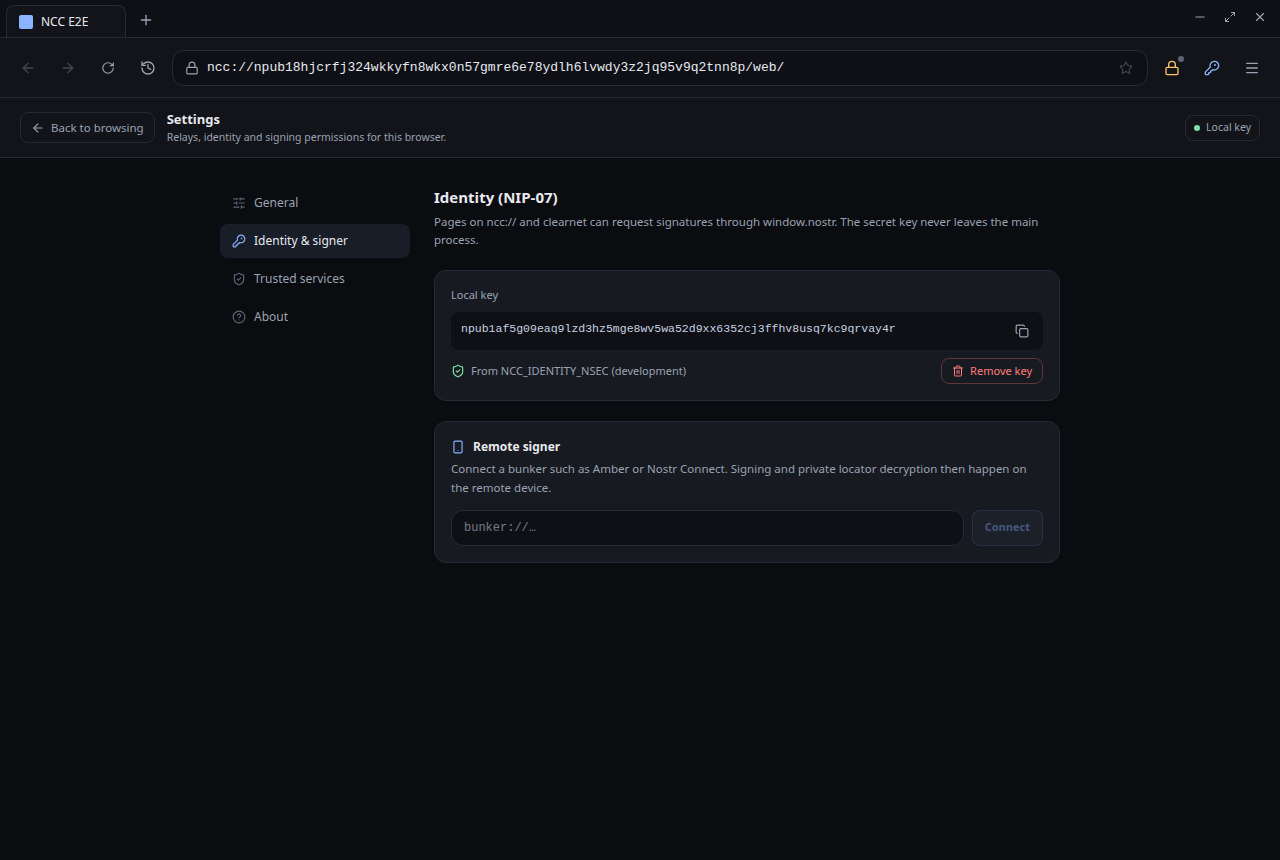 NCC E2E
ncc://npub18hjcrfj324wkkyfn8wkx0n57gmre6e78ydlh6lvwdy3z2jq95v9q2tnn8p/web/
Back to browsing
Settings
Relays, identity and signing permissions for this browser.
Local key
General
Identity & signer
Trusted services
About
Identity (NIP-07)
Pages on ncc:// and clearnet can request signatures through window.nostr. The secret key never leaves the main
process.
Local key
npub1af5g09eaq9lzd3hz5mge8wv5wa52d9xx6352cj3ffhv8usq7kc9qrvay4r
From NCC_IDENTITY_NSEC (development)
Remove key
Remote signer
Connect a bunker such as Amber or Nostr Connect. Signing and private locator decryption then happen on
the remote device.
bunker://…
Connect